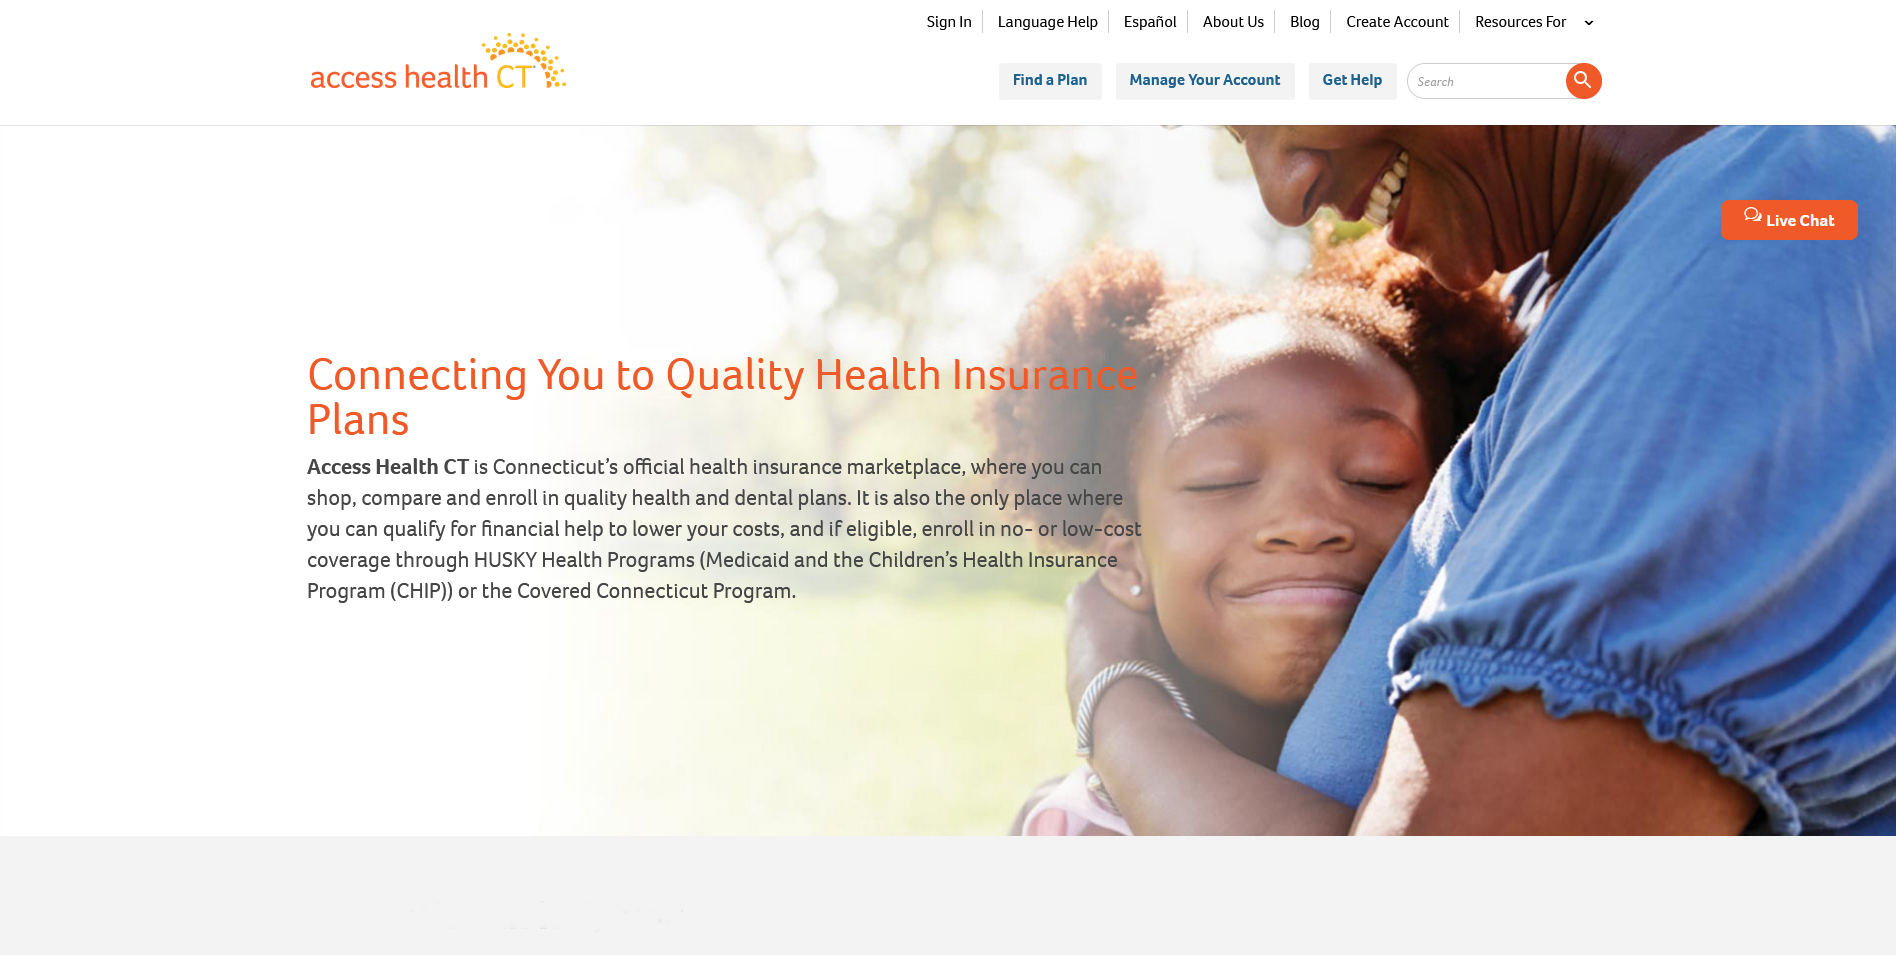 Sign In
Language Help
Español
About Us
Blog
Create Account
Resources For
access health CT
Find a Plan
Manage Your Account
Get Help
Search
Live Chat
Connecting You to Quality Health Insurance
Plans
Access Health CT is Connecticut’s official health insurance marketplace, where you can
shop, compare and enroll in quality health and dental plans. It is also the only place where
you can qualify for financial help to lower your costs, and if eligible, enroll in no- or low-cost
coverage through HUSKY Health Programs (Medicaid and the Children’s Health Insurance
Program (CHIP)) or the Covered Connecticut Program.